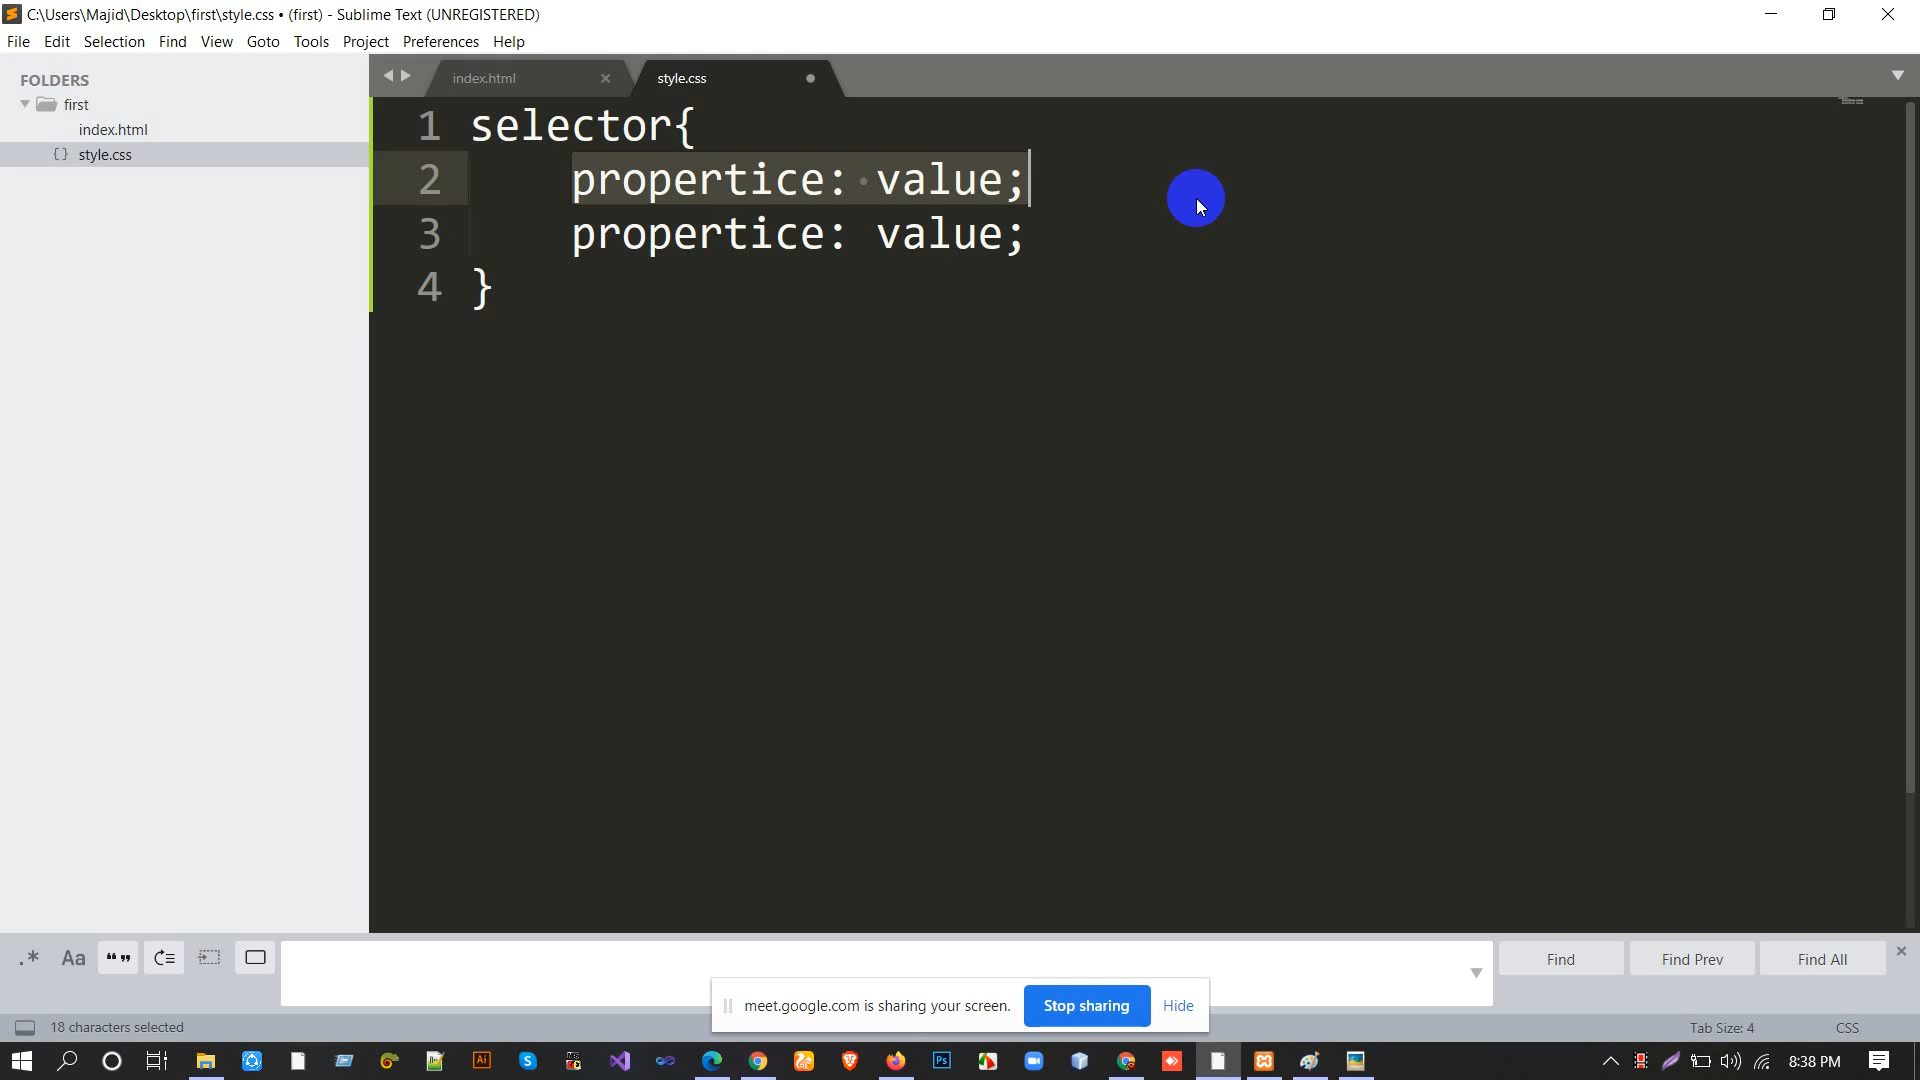 C:\Users\Majid\Desktop\first\style.css • (first) - Sublime Text (UNREGISTERED)
File Edit Selection Find View Goto Tools Project Preferences Help
FOLDERS
first
index.html
{} style.css
index.html × style.css
1 selector{
2 propertice: value;
3 propertice: value;
4 }
.* Aa “”
Find Find Prev Find All
meet.google.com is sharing your screen. Stop sharing Hide
18 characters selected
Tab Size: 4 CSS
8:38 PM